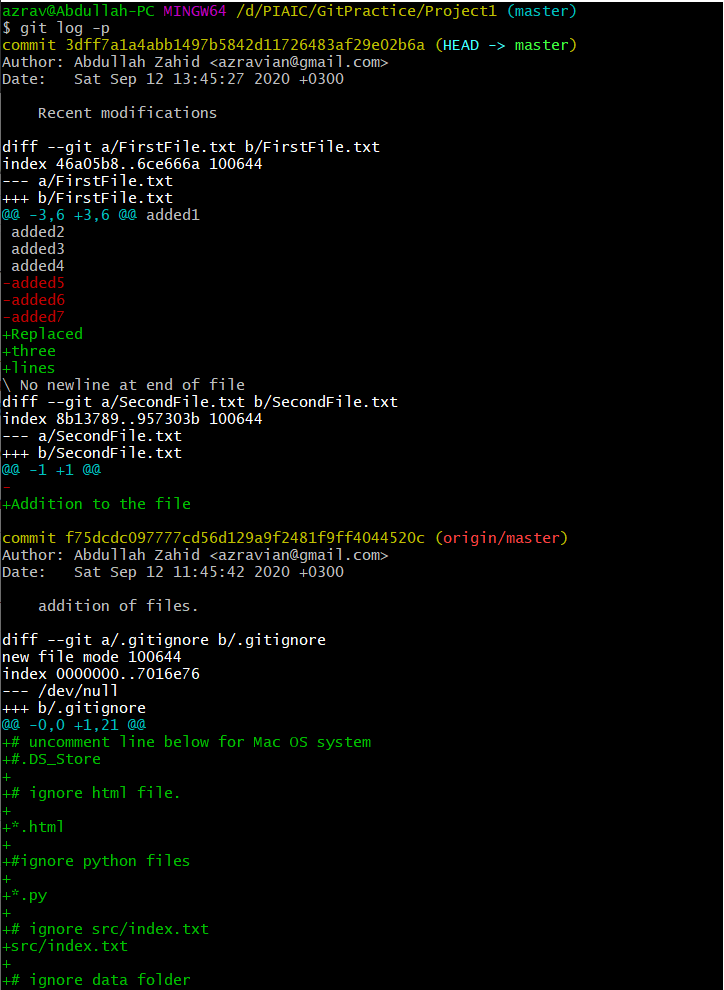 azrav@Abdullah-PC MINGW64 /d/PIAIC/GitPractice/Project1 (master)
$ git log -p
commit 3dff7a1a4abb1497b5842d11726483af29e02b6a (HEAD -> master)
Author: Abdullah Zahid <azravian@gmail.com>
Date:   Sat Sep 12 13:45:27 2020 +0300

    Recent modifications

diff --git a/FirstFile.txt b/FirstFile.txt
index 46a05b8..6ce666a 100644
--- a/FirstFile.txt
+++ b/FirstFile.txt
@@ -3,6 +3,6 @@ added1
 added2
 added3
 added4
-added5
-added6
-added7
+Replaced
+three
+lines
\ No newline at end of file
diff --git a/SecondFile.txt b/SecondFile.txt
index 8b13789..957303b 100644
--- a/SecondFile.txt
+++ b/SecondFile.txt
@@ -1 +1 @@
-
+Addition to the file

commit f75dcdc097777cd56d129a9f2481f9ff4044520c (origin/master)
Author: Abdullah Zahid <azravian@gmail.com>
Date:   Sat Sep 12 11:45:42 2020 +0300

    addition of files.

diff --git a/.gitignore b/.gitignore
new file mode 100644
index 0000000..7016e76
--- /dev/null
+++ b/.gitignore
@@ -0,0 +1,21 @@
+# uncomment line below for Mac OS system
+#.DS_Store
+
+# ignore html file.
+
+*.html
+
+#ignore python files
+
+*.py
+
+# ignore src/index.txt
+src/index.txt
+
+# ignore data folder